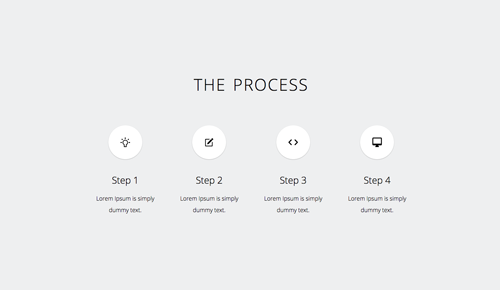 THE PROCESS
Step 1
Lorem Ipsum is simply
dummy text.
Step 2
Lorem Ipsum is simply
dummy text.
Step 3
Lorem Ipsum is simply
dummy text.
Step 4
Lorem Ipsum is simply
dummy text.